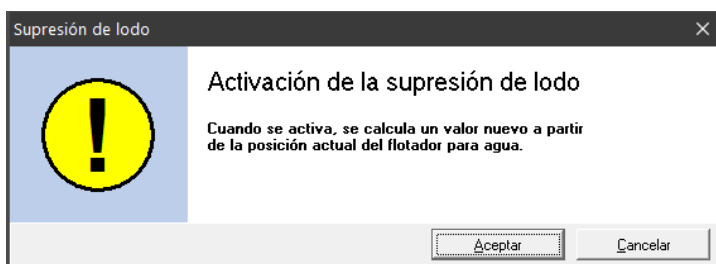 Supresión de lodo
Activación de la supresión de lodo
Cuando se activa, se calcula un valor nuevo a partir
de la posición actual del flotador para agua.
Aceptar
Cancelar